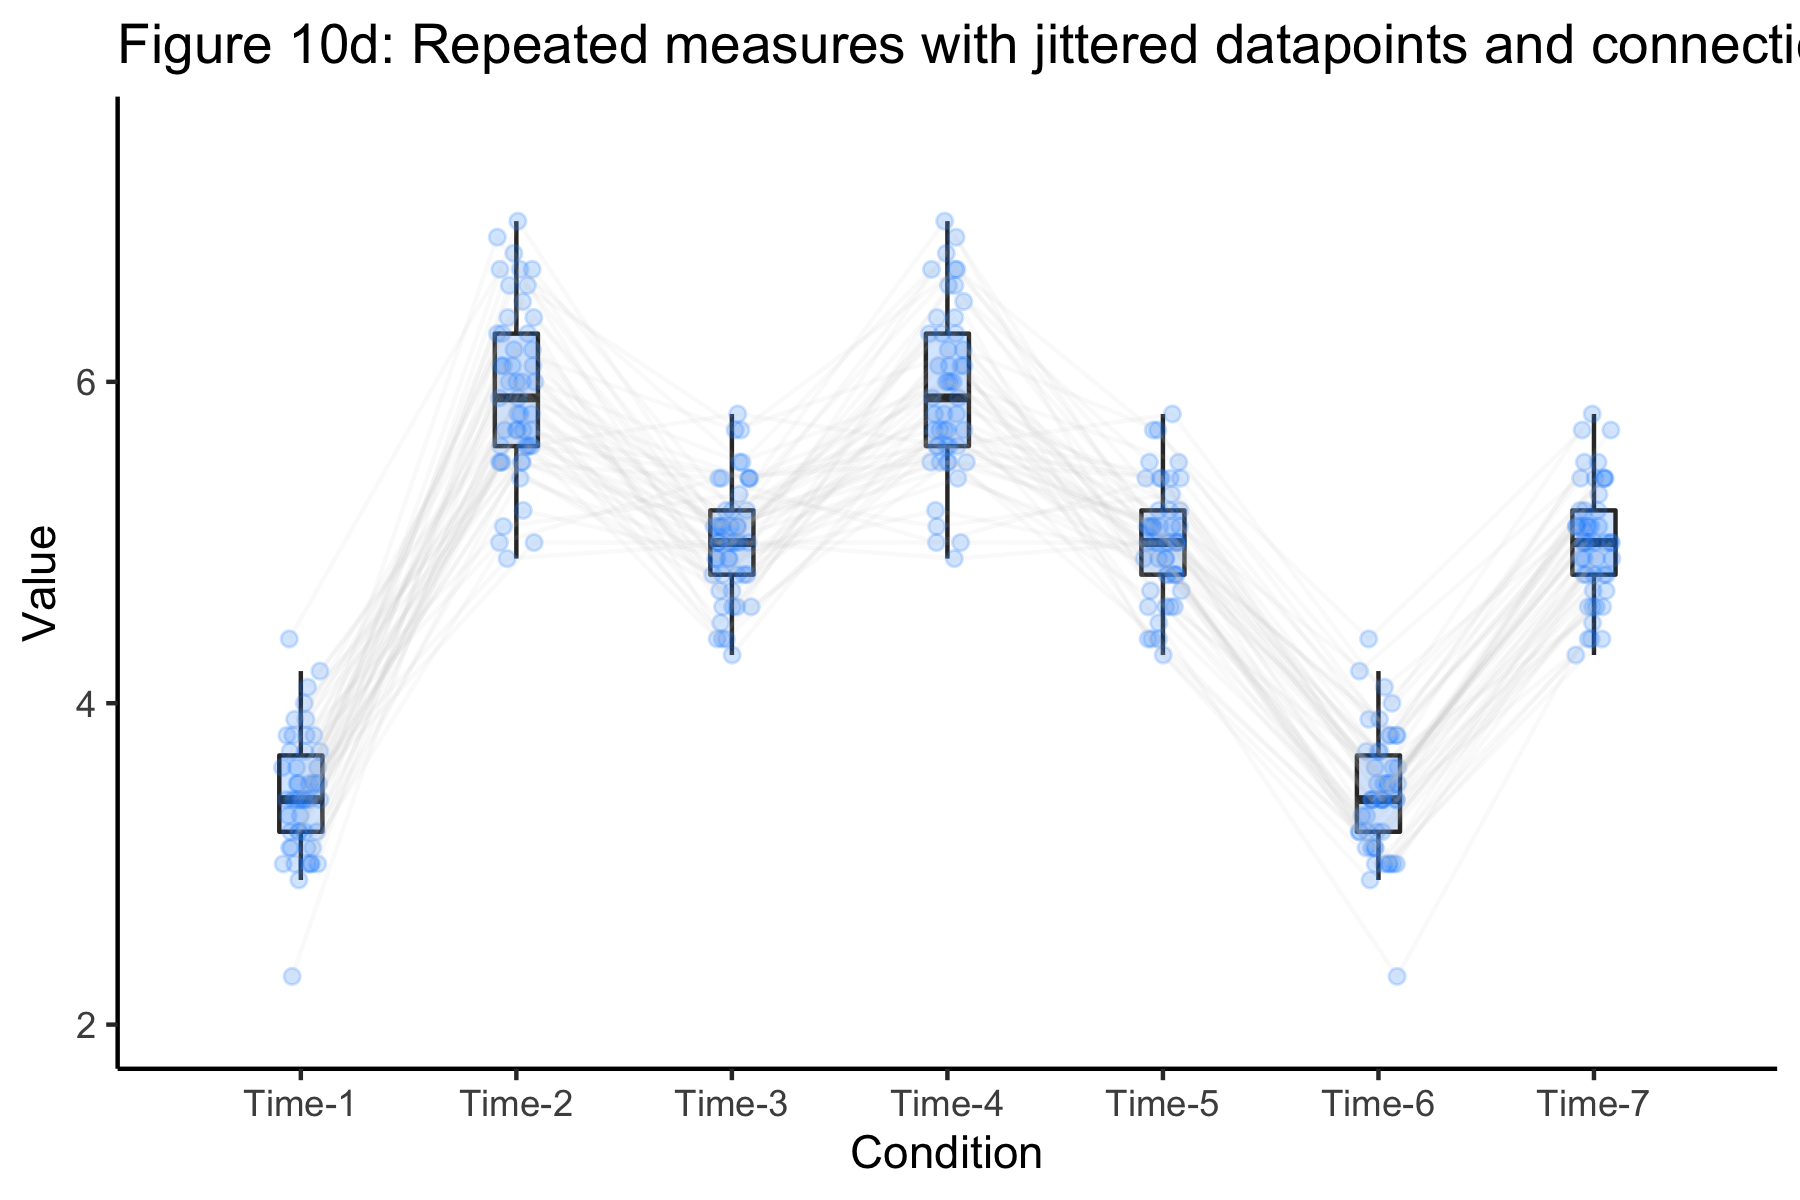 Figure 10d: Repeated measures with jittered datapoints and connecti
Value
6
4
2
Time-1 Time-2 Time-3 Time-4 Time-5 Time-6 Time-7
Condition